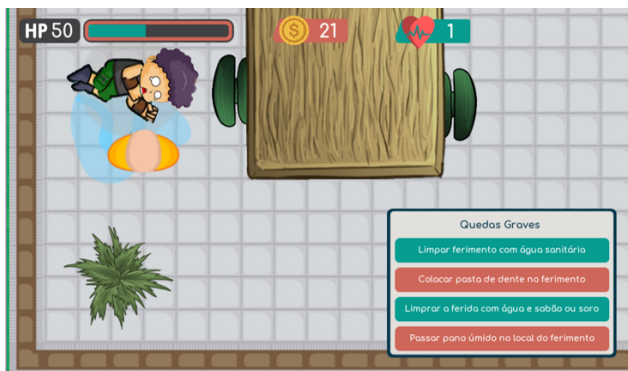 HP 50
21
1
Quedas Graves
Limpar ferimento com água sanitária
Colocar pasta de dente no ferimento
Limprar a ferida com água e sabão ou soro
Passar pano úmido no local do ferimento